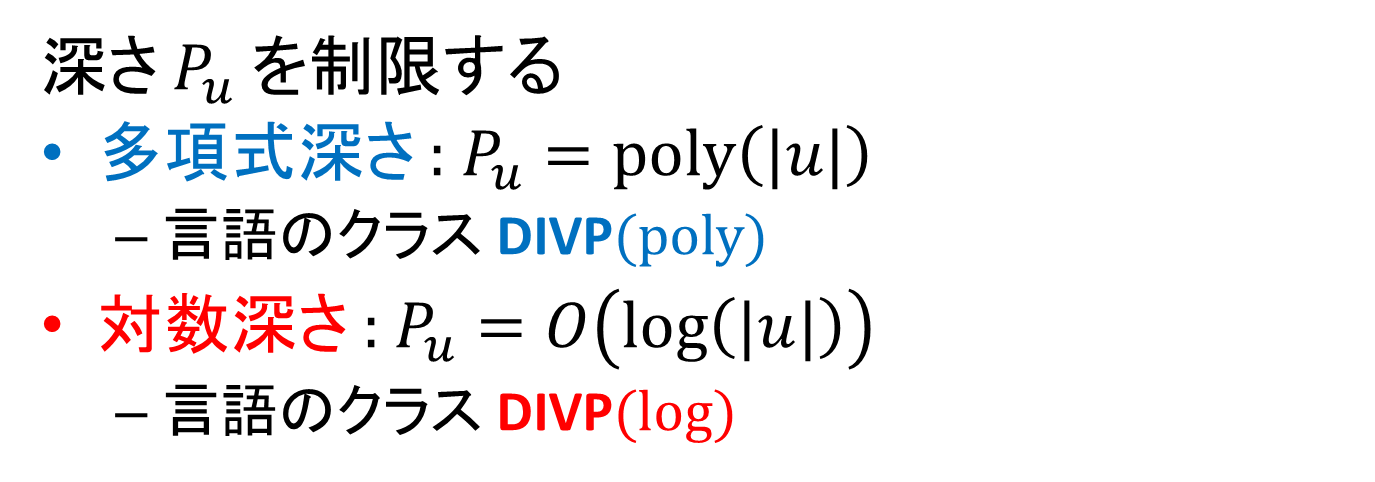 深さ P_u を制限する
• 多項式深さ : P_u = poly(|u|)
– 言語のクラス DIVP(poly)
• 対数深さ : P_u = O(log(|u|))
– 言語のクラス DIVP(log)